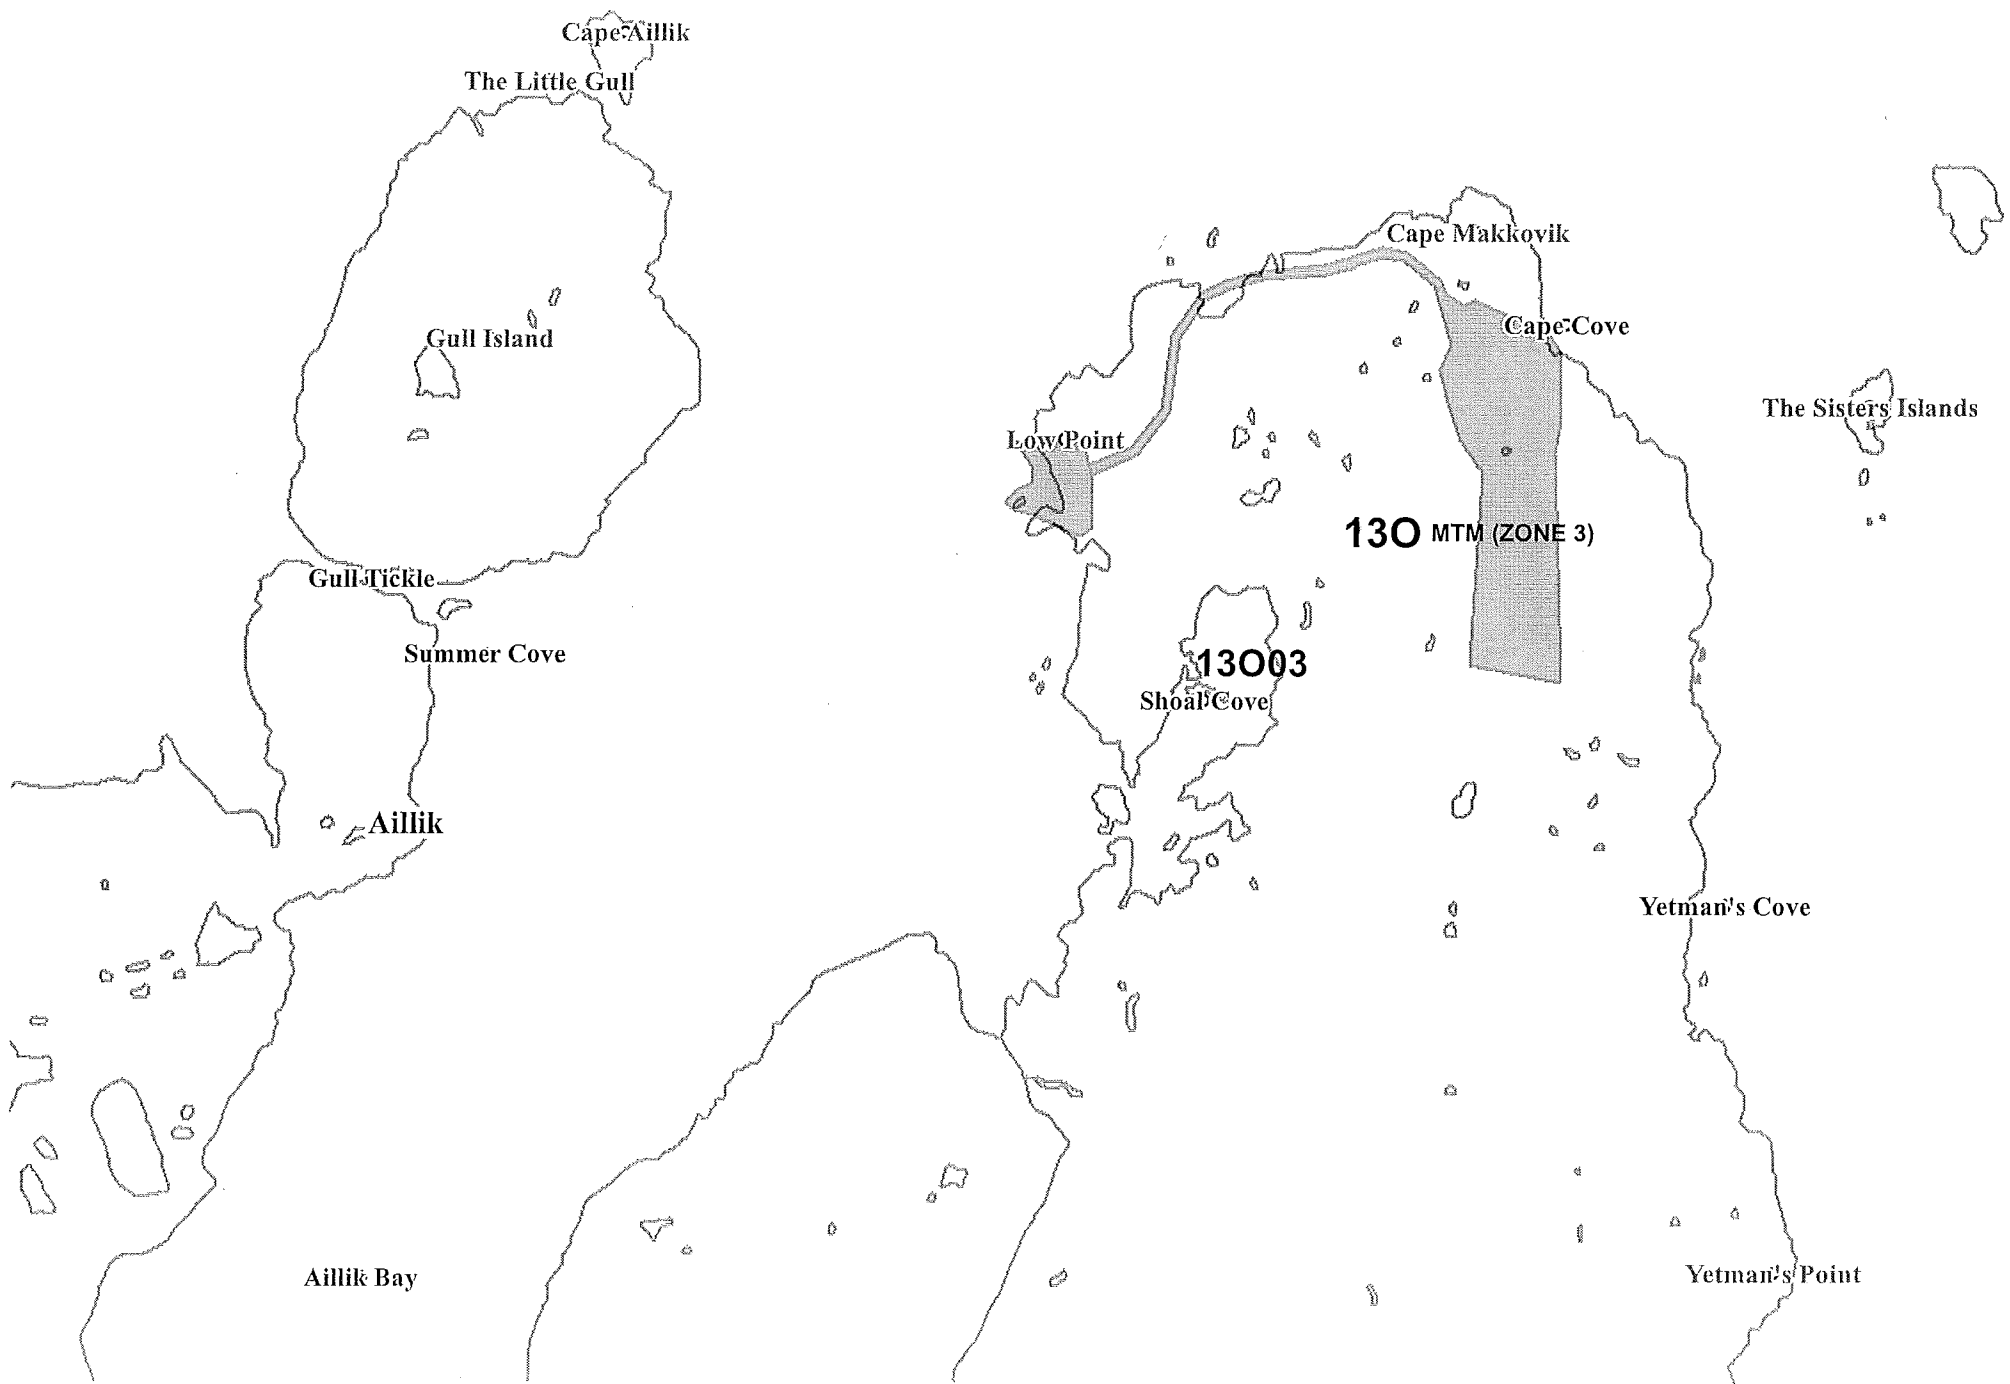 Cape Aillik
The Little Gull
Cape Makkovik
Cape Cove
Gull Island
The Sisters Islands
Low Point
13O MTM (ZONE 3)
Gull Tickle
Summer Cove
13O03
Shoal Cove
Aillik
Yetman's Cove
Aillik Bay
Yetman's Point